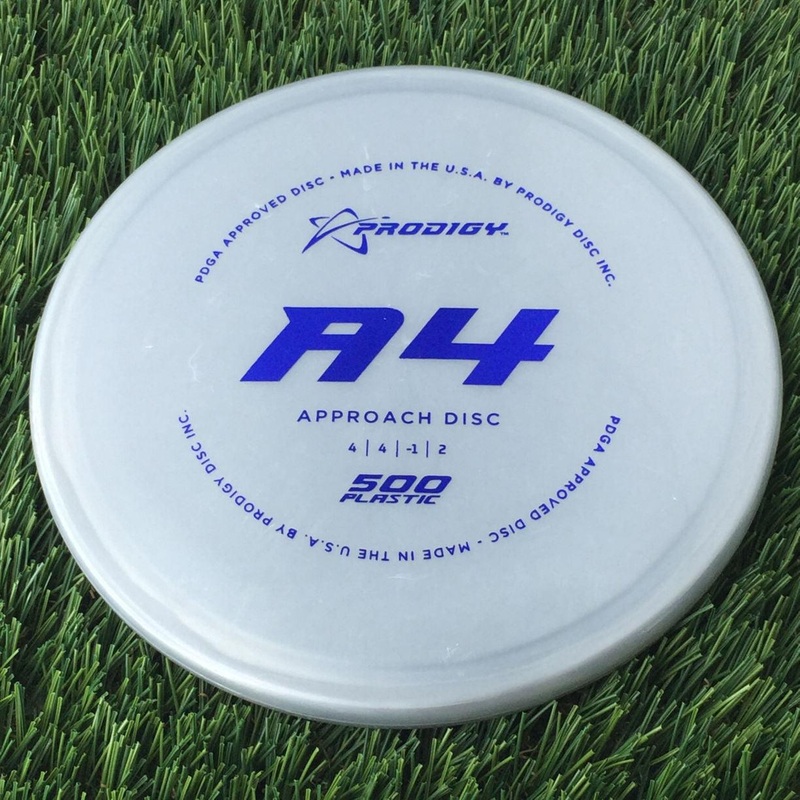 PDGA APPROVED DISC - MADE IN THE U.S.A. BY PRODIGY DISC INC.
PRODIGY™
A4
APPROACH DISC
4 | 4 | -1 | 2
500
PLASTIC
PDGA APPROVED DISC - MADE IN THE U.S.A. BY PRODIGY DISC INC.